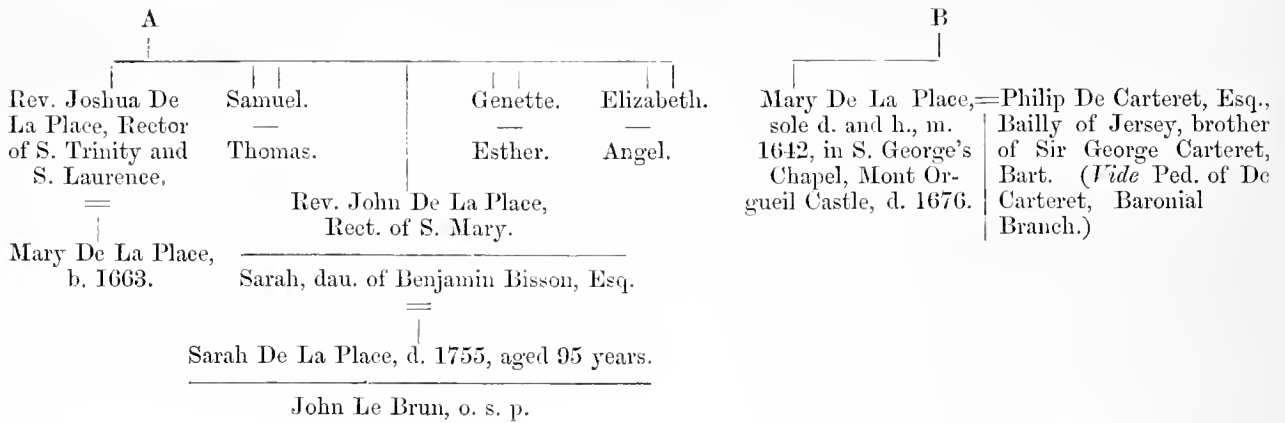 A
Rev. Joshua De
La Place, Rector
of S. Trinity and
S. Laurence.
=
Mary De La Place,
b. 1663.
Samuel.
—
Thomas.
Rev. John De La Place,
Rect. of S. Mary.
Sarah, dau. of Benjamin Bisson, Esq.
=
Sarah De La Place, d. 1755, aged 95 years.
John Le Brun, o. s. p.
Genette.
—
Esther.
Elizabeth.
—
Angel.
B
Mary De La Place,=
sole d. and h., m.
1642, in S. George's
Chapel, Mont Or-
gueil Castle, d. 1676.
Philip De Carteret, Esq.,
Bailly of Jersey, brother
of Sir George Carteret,
Bart. (Vide Ped. of De
Carteret, Baronial
Branch.)